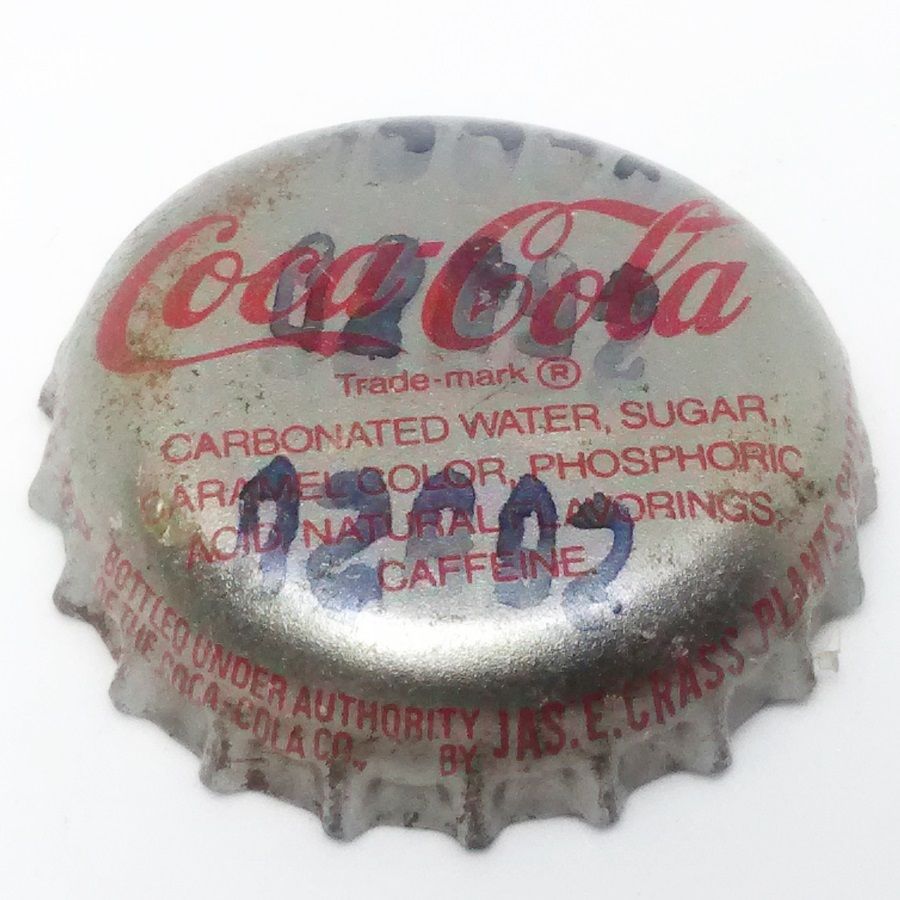 Coca-Cola
Trade-mark ®
CARBONATED WATER, SUGAR,
CARAMEL COLOR, PHOSPHORIC
ACID, NATURAL FLAVORINGS,
CAFFEINE
BOTTLED UNDER AUTHORITY
OF THE COCA-COLA CO., BY JAS. E. CRASS PLANTS,